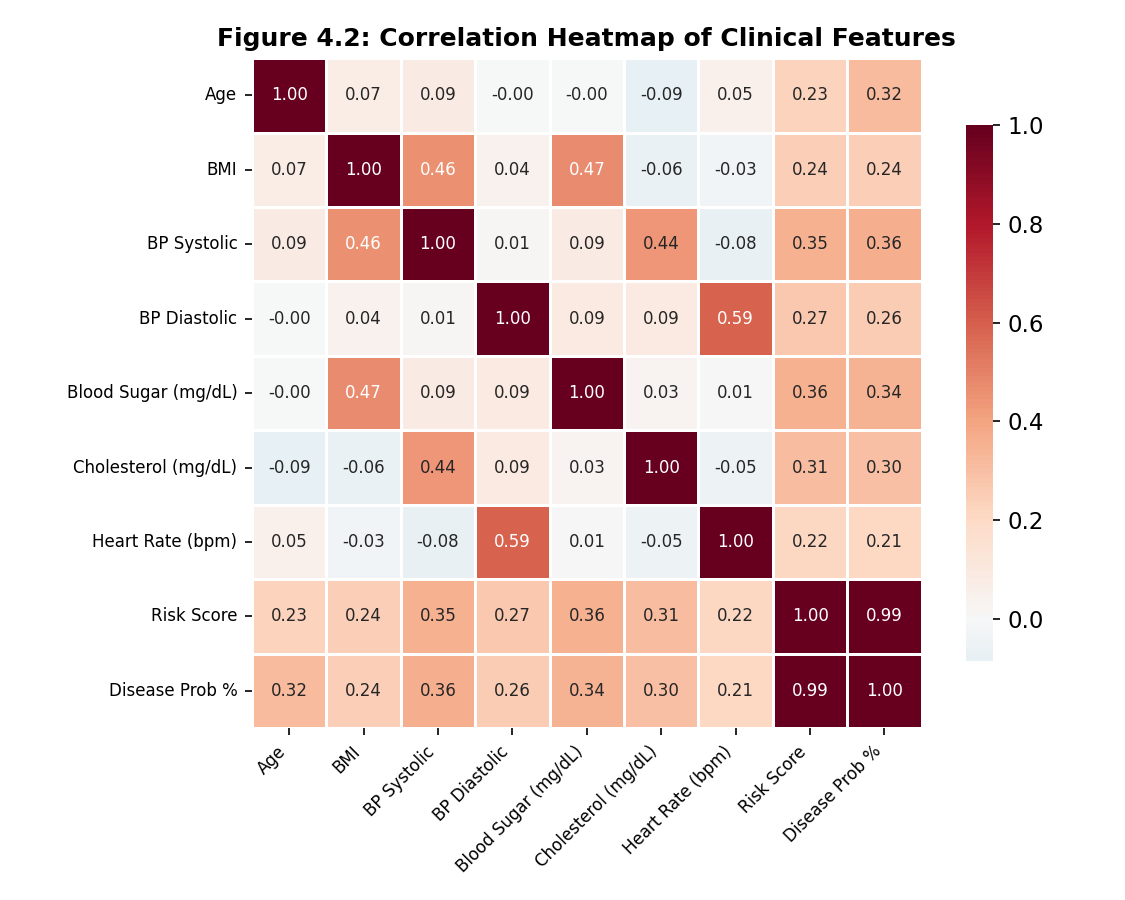 Figure 4.2: Correlation Heatmap of Clinical Features
Age 1.00 0.07 0.09 -0.00 -0.00 -0.09 0.05 0.23 0.32
BMI 0.07 1.00 0.46 0.04 0.47 -0.06 -0.03 0.24 0.24
BP Systolic 0.09 0.46 1.00 0.01 0.09 0.44 -0.08 0.35 0.36
BP Diastolic -0.00 0.04 0.01 1.00 0.09 0.09 0.59 0.27 0.26
Blood Sugar (mg/dL) -0.00 0.47 0.09 0.09 1.00 0.03 0.01 0.36 0.34
Cholesterol (mg/dL) -0.09 -0.06 0.44 0.09 0.03 1.00 -0.05 0.31 0.30
Heart Rate (bpm) 0.05 -0.03 -0.08 0.59 0.01 -0.05 1.00 0.22 0.21
Risk Score 0.23 0.24 0.35 0.27 0.36 0.31 0.22 1.00 0.99
Disease Prob % 0.32 0.24 0.36 0.26 0.34 0.30 0.21 0.99 1.00
Age
BMI
BP Systolic
BP Diastolic
Blood Sugar (mg/dL)
Cholesterol (mg/dL)
Heart Rate (bpm)
Risk Score
Disease Prob %
1.0
0.8
0.6
0.4
0.2
0.0